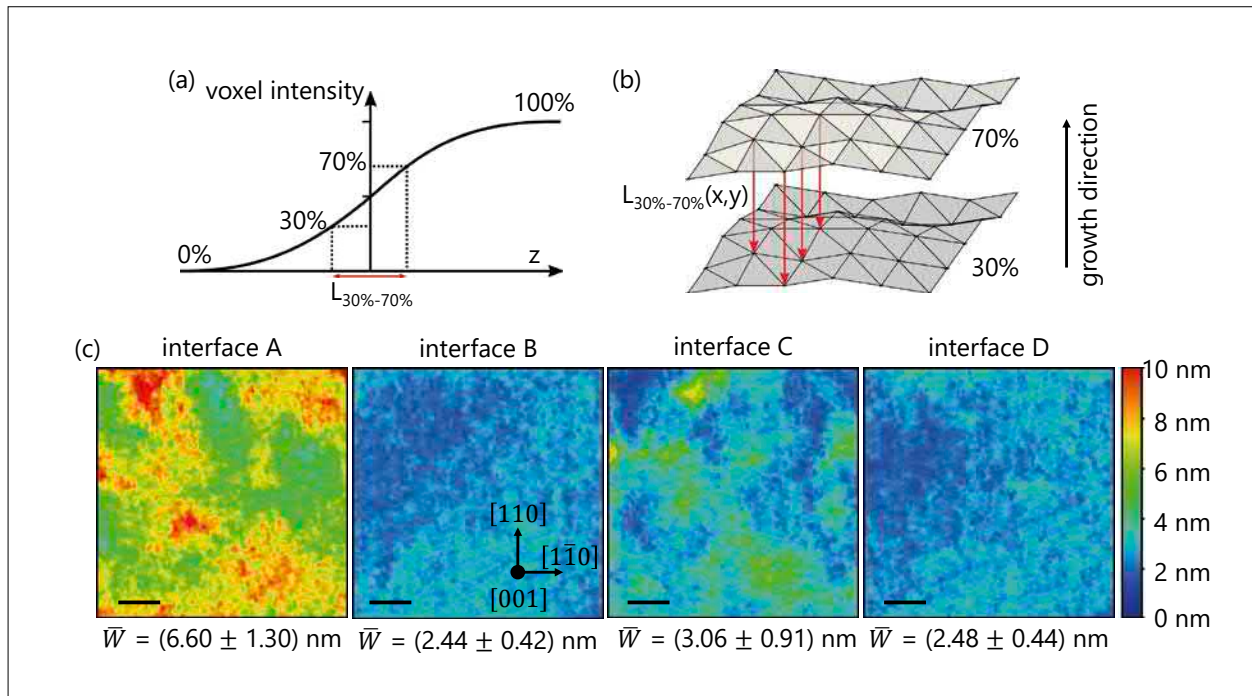 (a)
voxel intensity
100%
70%
30%
0%
z
L30%-70%
(b)
70%
L30%-70%(x,y)
30%
growth direction
(c)
interface A
interface B
interface C
interface D
[110]
[11̄0]
[001]
10 nm
8 nm
6 nm
4 nm
2 nm
0 nm
W̅ = (6.60 ± 1.30) nm
W̅ = (2.44 ± 0.42) nm
W̅ = (3.06 ± 0.91) nm
W̅ = (2.48 ± 0.44) nm